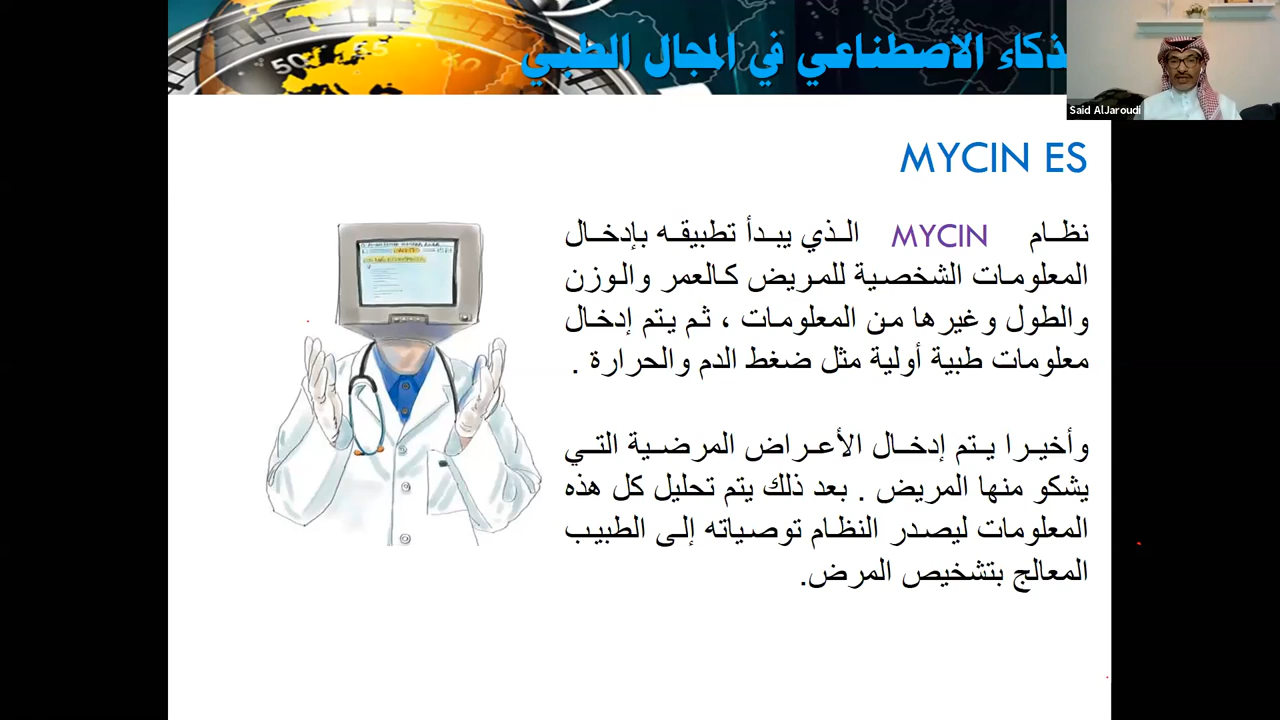 ذكاء الاصطناعي في المجال الطبي
Said AlJaroudi
MYCIN ES
نظام MYCIN الذي يبدأ تطبيقه بإدخال
المعلومات الشخصية للمريض كالعمر والوزن
والطول وغيرها من المعلومات ، ثم يتم إدخال
معلومات طبية أولية مثل ضغط الدم والحرارة .
وأخيرا يتم إدخال الأعراض المرضية التي
يشكو منها المريض . بعد ذلك يتم تحليل كل هذه
المعلومات ليصدر النظام توصياته إلى الطبيب
المعالج بتشخيص المرض.